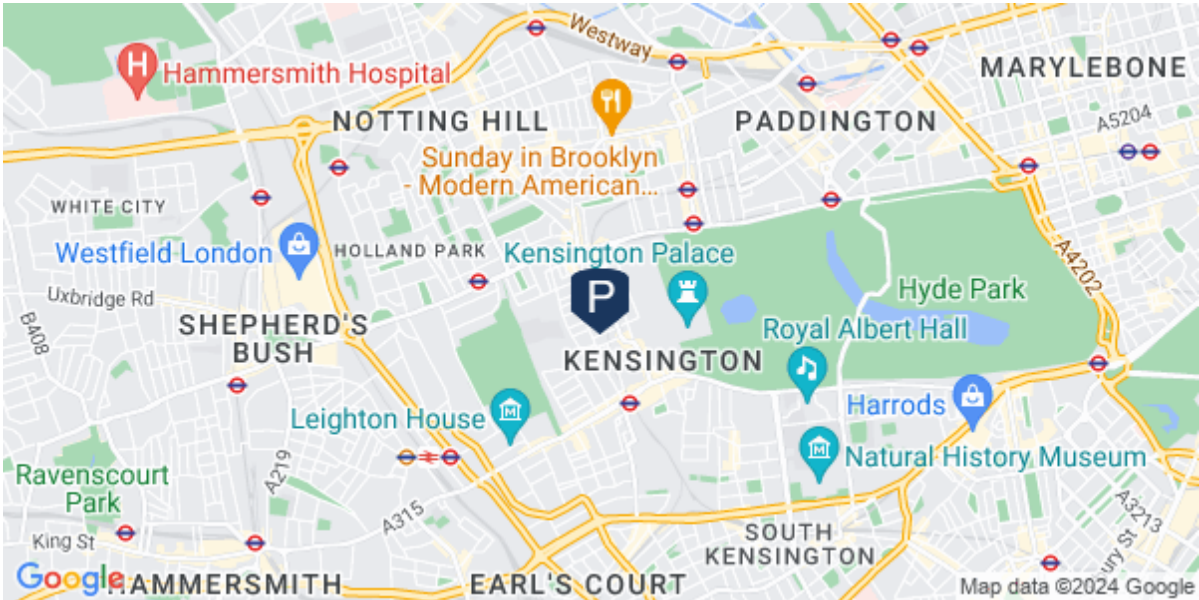 Westway
MARYLEBONE
H
Hammersmith Hospital
NOTTING HILL
PADDINGTON
A5204
Sunday in Brooklyn
- Modern American...
WHITE CITY
Westfield London
HOLLAND PARK
Kensington Palace
A4202
Uxbridge Rd
P
Hyde Park
B408
SHEPHERD'S
BUSH
Royal Albert Hall
KENSINGTON
Leighton House
M
Harrods
M
Natural History Museum
Ravenscourt
Park
A219
A315
A3213
King St
SOUTH
KENSINGTON
ury St
Google
HAMMERSMITH
EARL'S COURT
Map data ©2024 Google